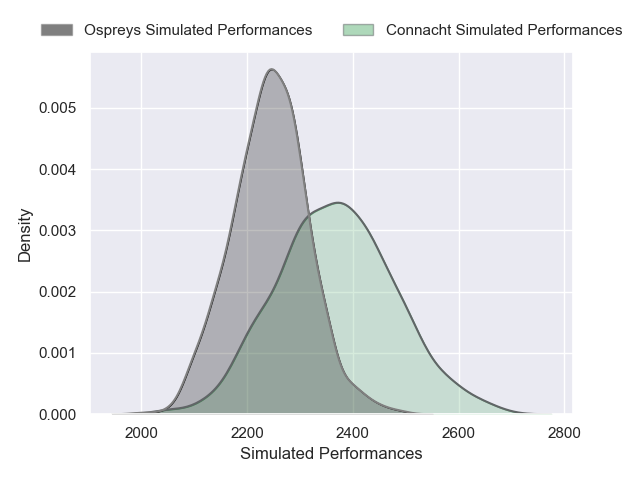 Ospreys Simulated Performances Connacht Simulated Performances
0.005
0.004
0.003
0.002
0.001
0.000
Density
2000 2200 2400 2600 2800
Simulated Performances